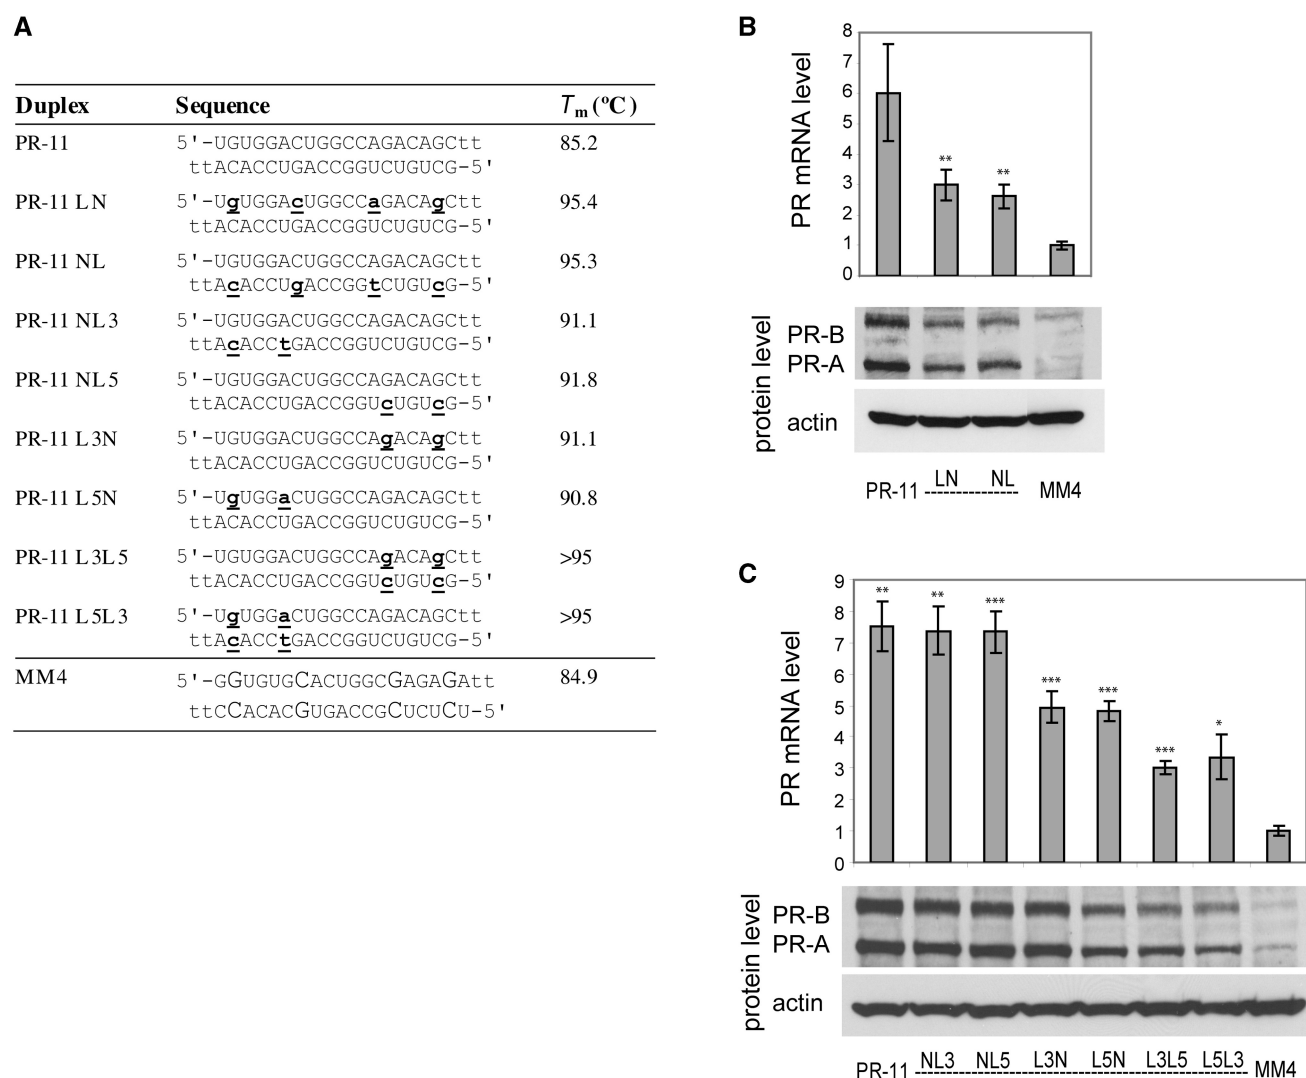 A
Duplex Sequence Tm (ºC)
PR-11 5'-UGUGGACUGGCCAGACAGCtt 85.2
ttACACCUGACCGGUCUGUCG-5'
PR-11 LN 5'-UgUGGAcUGGCCaGACAgCtt 95.4
ttACACCUGACCGGUCUGUCG-5'
PR-11 NL 5'-UGUGGACUGGCCAGACAGCtt 95.3
ttAcACCUgACCGGtCUGUcG-5'
PR-11 NL3 5'-UGUGGACUGGCCAGACAGCtt 91.1
ttAcACCtGACCGGUCUGUCG-5'
PR-11 NL5 5'-UGUGGACUGGCCAGACAGCtt 91.8
ttACACCUGACCGGUcUGUcG-5'
PR-11 L3N 5'-UGUGGACUGGCCAgACAgCtt 91.1
ttACACCUGACCGGUCUGUCG-5'
PR-11 L5N 5'-UgUGGaCUGGCCAGACAGCtt 90.8
ttACACCUGACCGGUCUGUCG-5'
PR-11 L3L5 5'-UGUGGACUGGCCAgACAgCtt >95
ttACACCUGACCGGUcUGUcG-5'
PR-11 L5L3 5'-UgUGGaCUGGCCAGACAGCtt >95
ttAcACCtGACCGGUCUGUCG-5'
MM4 5'-GGUGUGCACUGGCGAGAGAtt 84.9
ttCCACACGUGACCGCUCUCU-5'
B
PR mRNA level
8
7
6
5
4
3
2
1
0
**
**
protein level
PR-B
PR-A
actin
PR-11 LN NL MM4
C
PR mRNA level
9
8
7
6
5
4
3
2
1
0
**
**
***
***
***
***
*
protein level
PR-B
PR-A
actin
PR-11 NL3 NL5 L3N L5N L3L5 L5L3 MM4